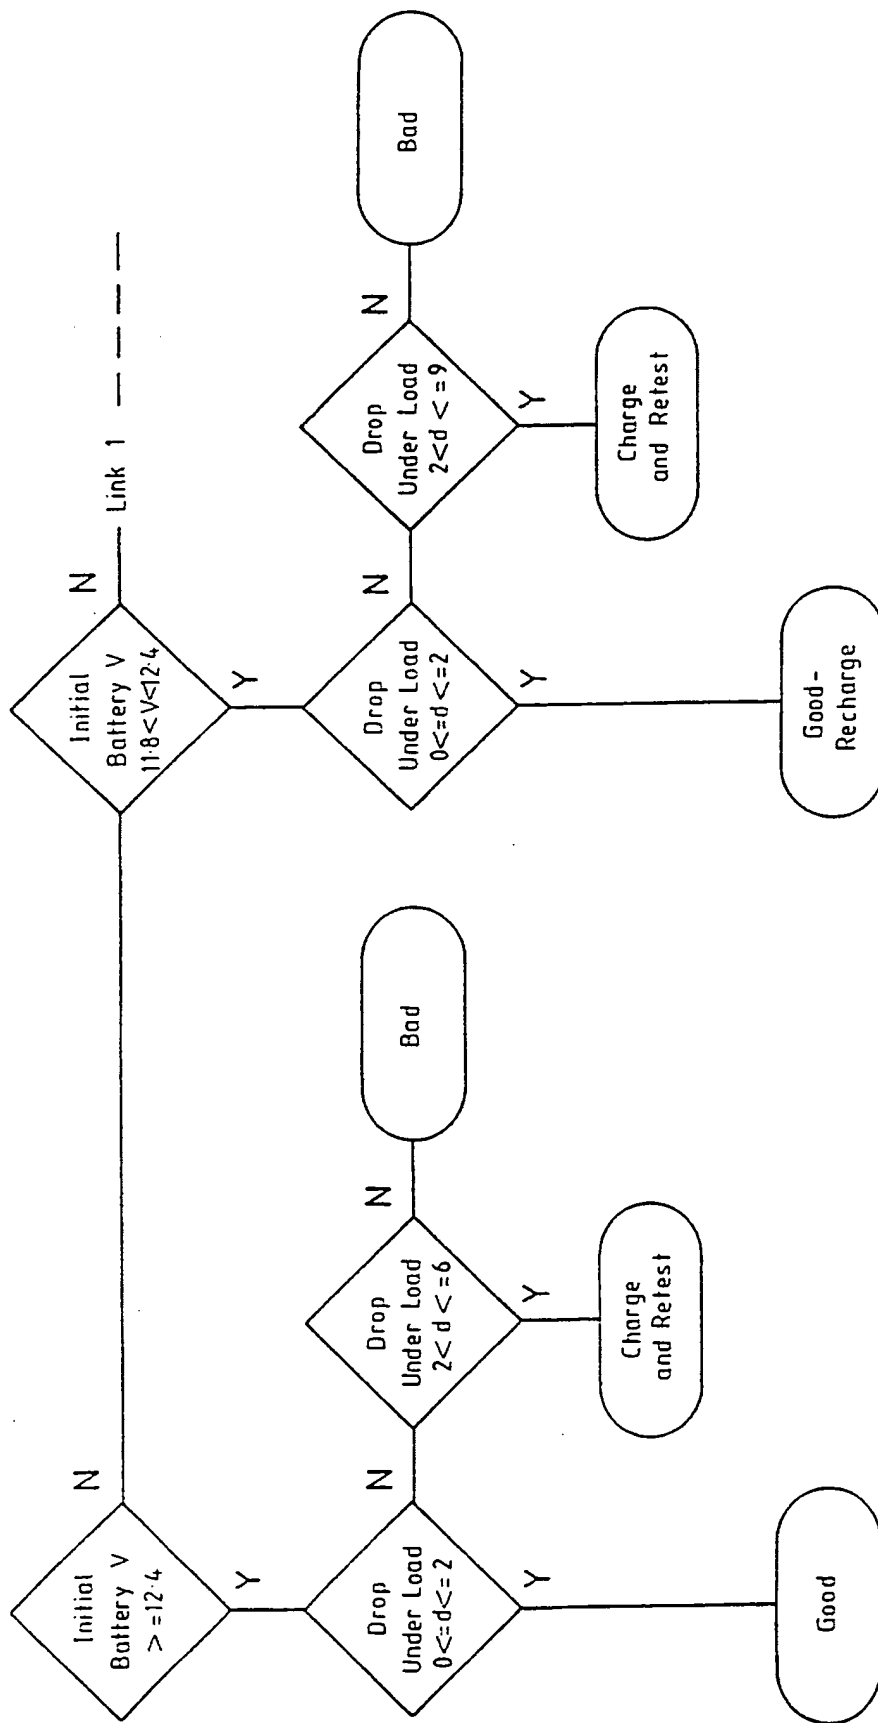 Initial
Battery V
> =12·4
N
Y
Drop
Under Load
0<=d<=2
N
Y
Good
Drop
Under Load
2<d<=6
N
Y
Charge
and Retest
Bad
Initial
Battery V
11·8<V<12·4
N
Link 1
Y
Drop
Under Load
0<=d<=2
N
Y
Good-
Recharge
Drop
Under Load
2<d<=9
N
Y
Charge
and Retest
Bad